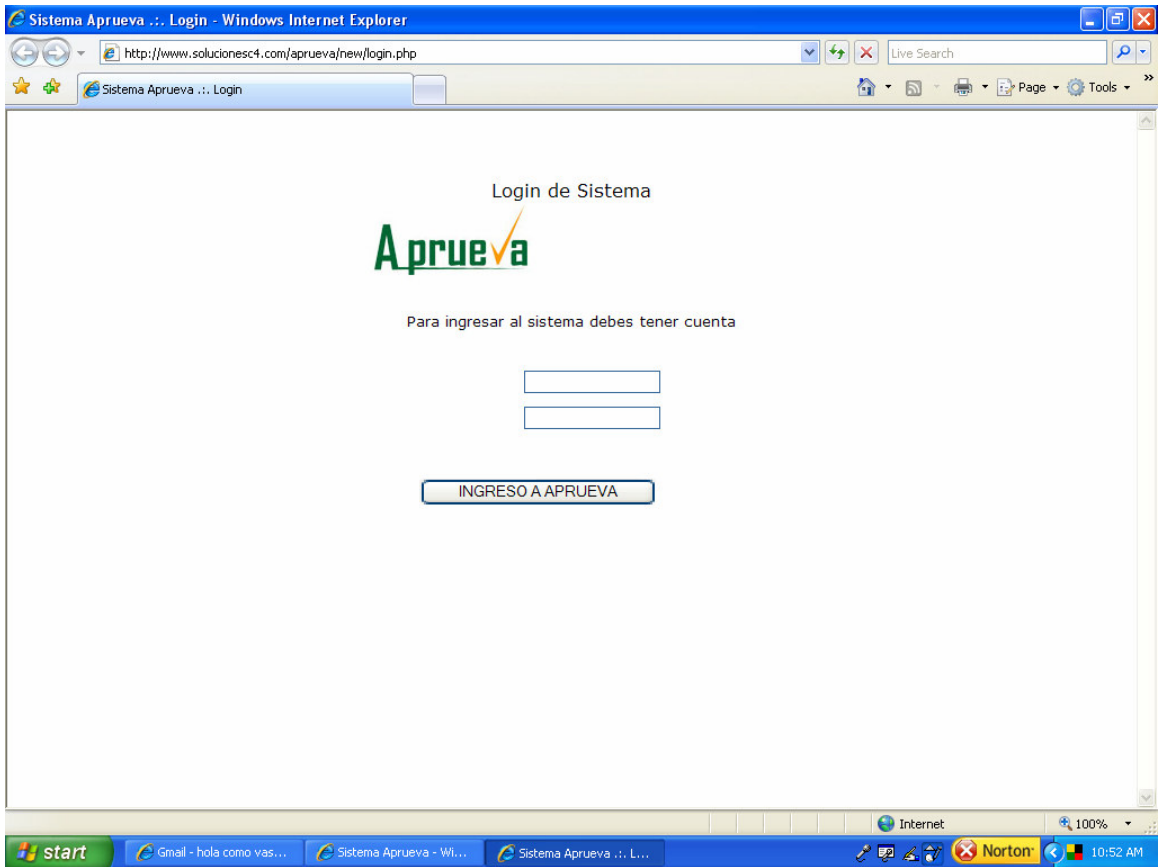 Sistema Aprueva .:. Login - Windows Internet Explorer
http://www.solucionesc4.com/aprueva/new/login.php
Live Search
Sistema Aprueva .:. Login
Page
Tools
Login de Sistema
Aprueva
Para ingresar al sistema debes tener cuenta
INGRESO A APRUEVA
Internet
100%
start
Gmail - hola como vas...
Sistema Aprueva - Wi...
Sistema Aprueva .:. L...
Norton
10:52 AM